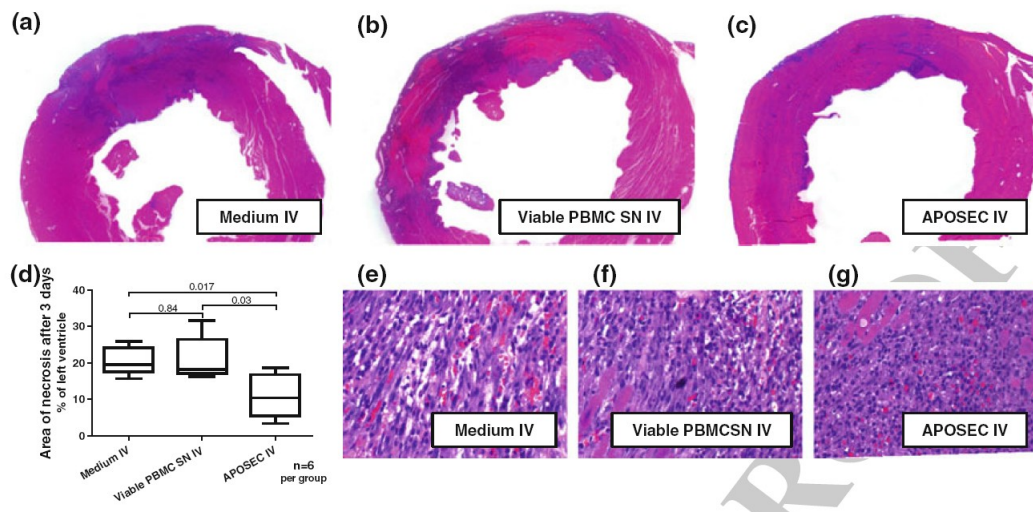 (a)
Medium IV
(b)
Viable PBMC SN IV
(c)
APOSEC IV
(d)
Area of necrosis after 3 days
% of left ventricle
40
30
20
10
0
0.017
0.84
0.03
Medium IV
Viable PBMC SN IV
APOSEC IV
n=6
per group
(e)
Medium IV
(f)
Viable PBMCSN IV
(g)
APOSEC IV